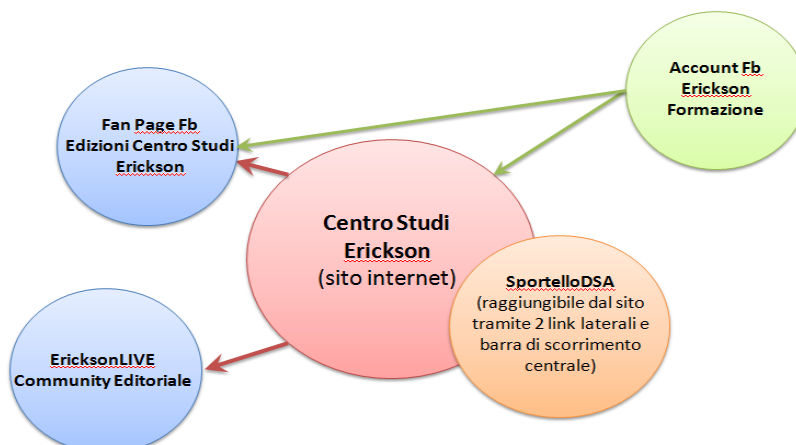 Account Fb
Erickson
Formazione
Fan Page Fb
Edizioni Centro Studi
Erickson
Centro Studi
Erickson
(sito internet)
SportelloDSA
(raggiungibile dal sito
tramite 2 link laterali e
barra di scorrimento
centrale)
EricksonLIVE
Community Editoriale